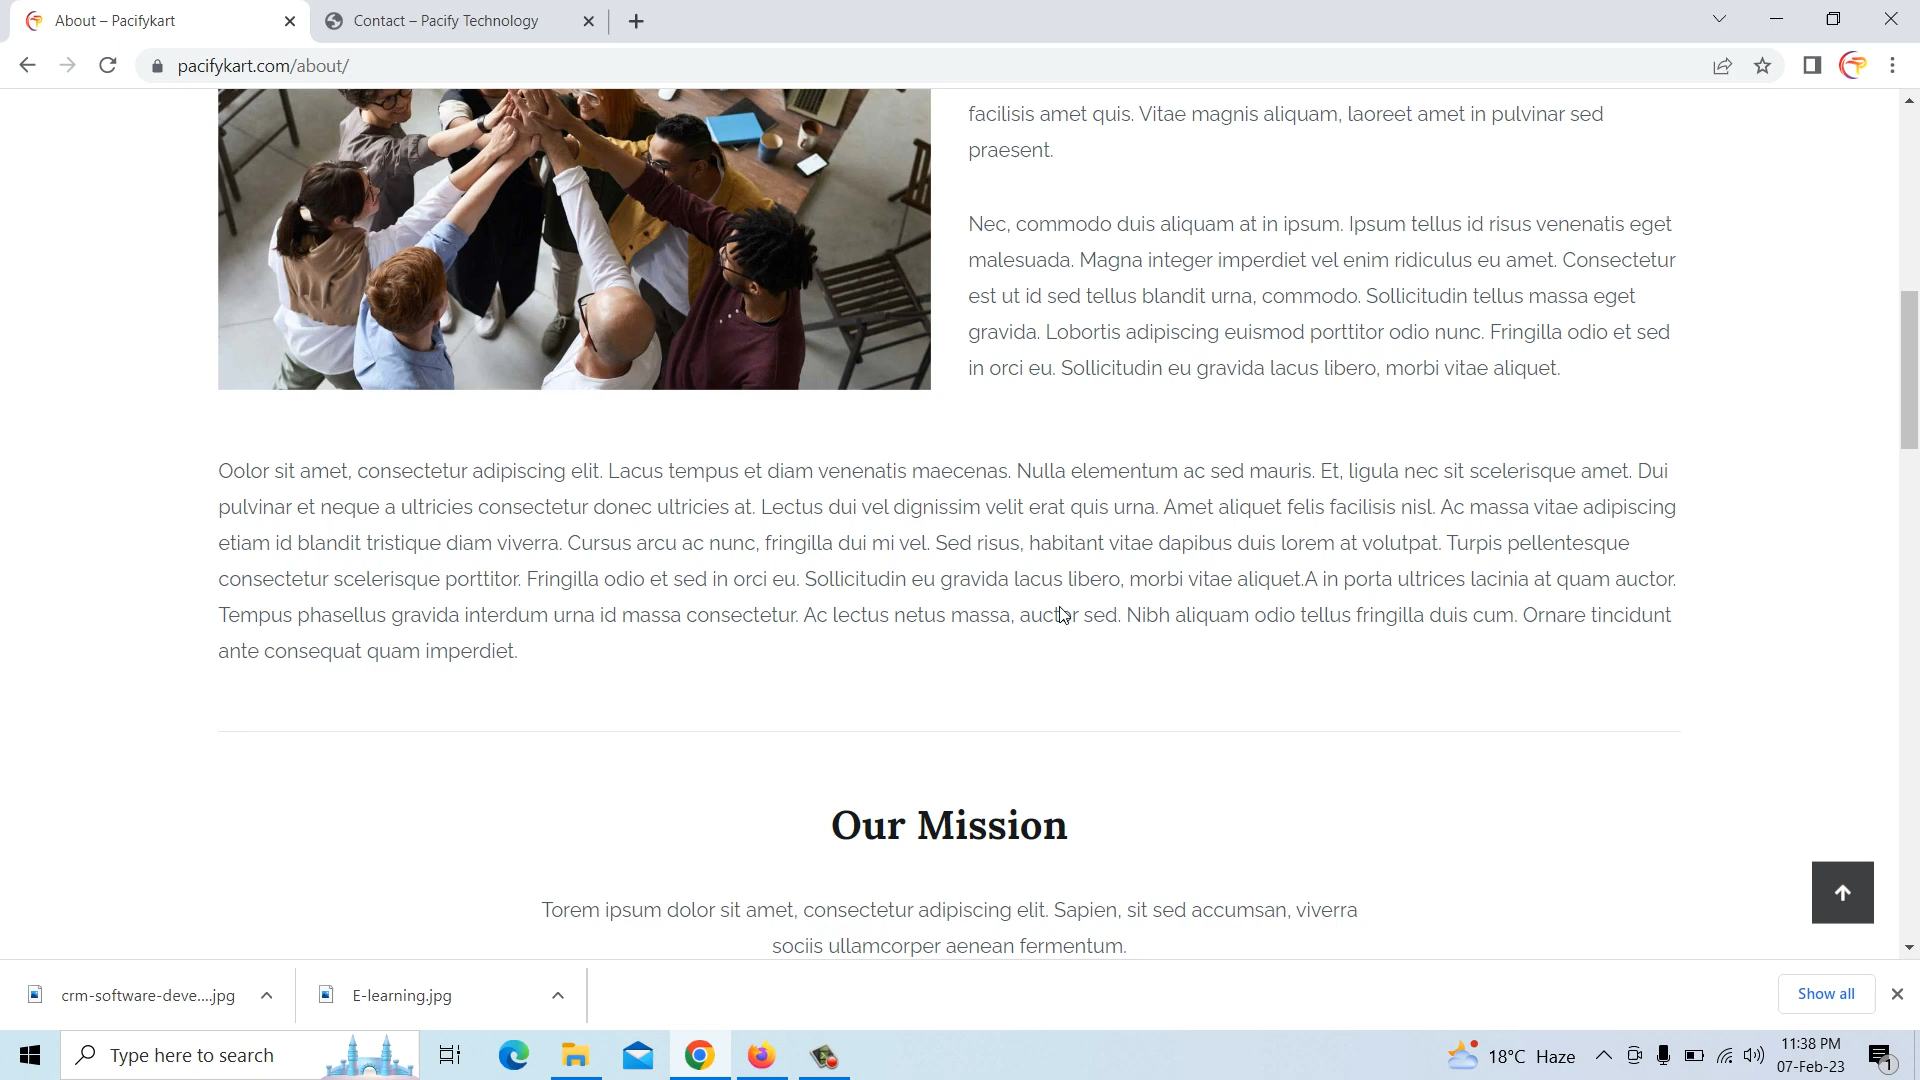 About – Pacifykart
Contact – Pacify Technology
pacifykart.com/about/
facilisis amet quis. Vitae magnis aliquam, laoreet amet in pulvinar sed
praesent.
Nec, commodo duis aliquam at in ipsum. Ipsum tellus id risus venenatis eget
malesuada. Magna integer imperdiet vel enim ridiculus eu amet. Consectetur
est ut id sed tellus blandit urna, commodo. Sollicitudin tellus massa eget
gravida. Lobortis adipiscing euismod porttitor odio nunc. Fringilla odio et sed
in orci eu. Sollicitudin eu gravida lacus libero, morbi vitae aliquet.
Oolor sit amet, consectetur adipiscing elit. Lacus tempus et diam venenatis maecenas. Nulla elementum ac sed mauris. Et, ligula nec sit scelerisque amet. Dui
pulvinar et neque a ultricies consectetur donec ultricies at. Lectus dui vel dignissim velit erat quis urna. Amet aliquet felis facilisis nisl. Ac massa vitae adipiscing
etiam id blandit tristique diam viverra. Cursus arcu ac nunc, fringilla dui mi vel. Sed risus, habitant vitae dapibus duis lorem at volutpat. Turpis pellentesque
consectetur scelerisque porttitor. Fringilla odio et sed in orci eu. Sollicitudin eu gravida lacus libero, morbi vitae aliquet.A in porta ultrices lacinia at quam auctor.
Tempus phasellus gravida interdum urna id massa consectetur. Ac lectus netus massa, auctor sed. Nibh aliquam odio tellus fringilla duis cum. Ornare tincidunt
ante consequat quam imperdiet.
Our Mission
Torem ipsum dolor sit amet, consectetur adipiscing elit. Sapien, sit sed accumsan, viverra
sociis ullamcorper aenean fermentum.
crm-software-deve....jpg
E-learning.jpg
Show all
Type here to search
18°C Haze
11:38 PM
07-Feb-23
1